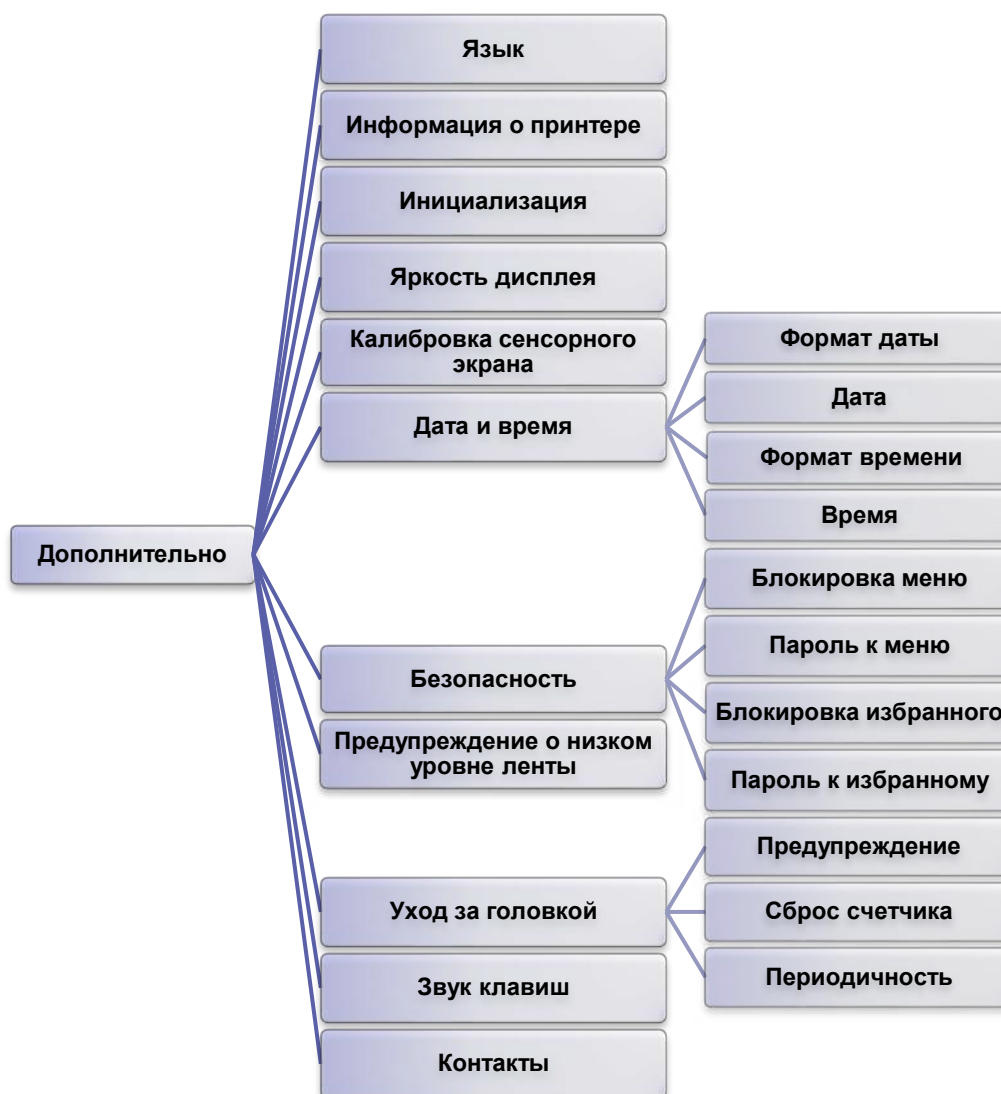 Язык
Информация о принтере
Инициализация
Яркость дисплея
Калибровка сенсорного
экрана
Дата и время
Формат даты
Дата
Формат времени
Время
Дополнительно
Безопасность
Блокировка меню
Пароль к меню
Блокировка избранного
Пароль к избранному
Предупреждение о низком
уровне ленты
Уход за головкой
Предупреждение
Сброс счетчика
Периодичность
Звук клавиш
Контакты